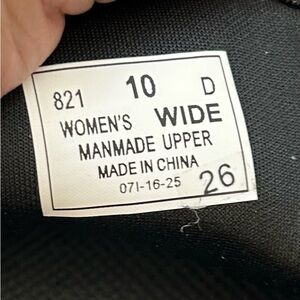 821 10 D
WOMEN'S WIDE
MANMADE UPPER
MADE IN CHINA
07I-16-25 26